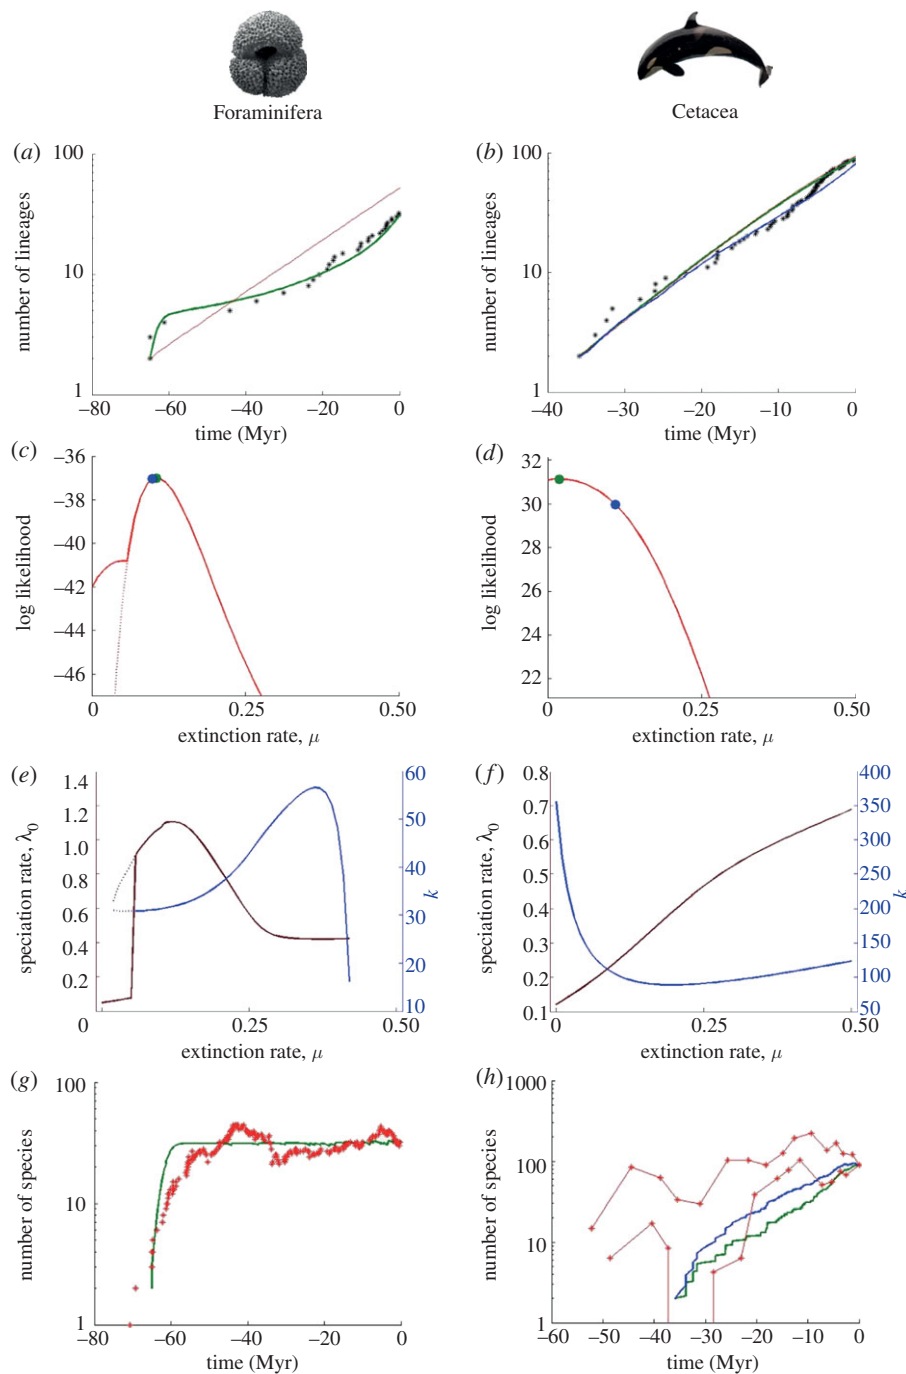 Foraminifera
Cetacea
(a)
100
10
1
number of lineages
−80 −60 −40 −20 0
time (Myr)
(b)
100
10
1
number of lineages
−40 −30 −20 −10 0
time (Myr)
(c)
−36
−37
−40
−42
−44
−46
log likelihood
0 0.25 0.50
extinction rate, μ
(d)
31
30
28
26
24
22
log likelihood
0 0.25 0.50
extinction rate, μ
(e)
1.4
1.2
1.0
0.8
0.6
0.4
0.2
speciation rate, λ0
60
50
40
30
20
10
k
0 0.25 0.50
extinction rate, μ
(f)
0.8
0.7
0.6
0.5
0.4
0.3
0.2
0.1
speciation rate, λ0
400
350
300
250
200
150
100
50
k
0 0.25 0.50
extinction rate, μ
(g)
100
10
1
number of species
−80 −60 −40 −20 0
time (Myr)
(h)
1000
100
10
1
number of species
−60 −50 −40 −30 −20 −10 0
time (Myr)